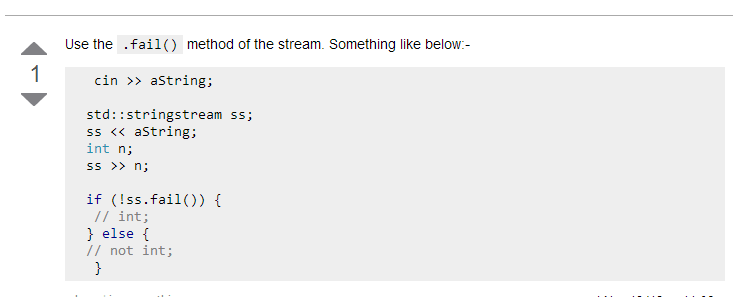 Use the .fail() method of the stream. Something like below:-
1
cin >> aString;
std::stringstream ss;
ss << aString;
int n;
ss >> n;
if (!ss.fail()) {
// int;
} else {
// not int;
}